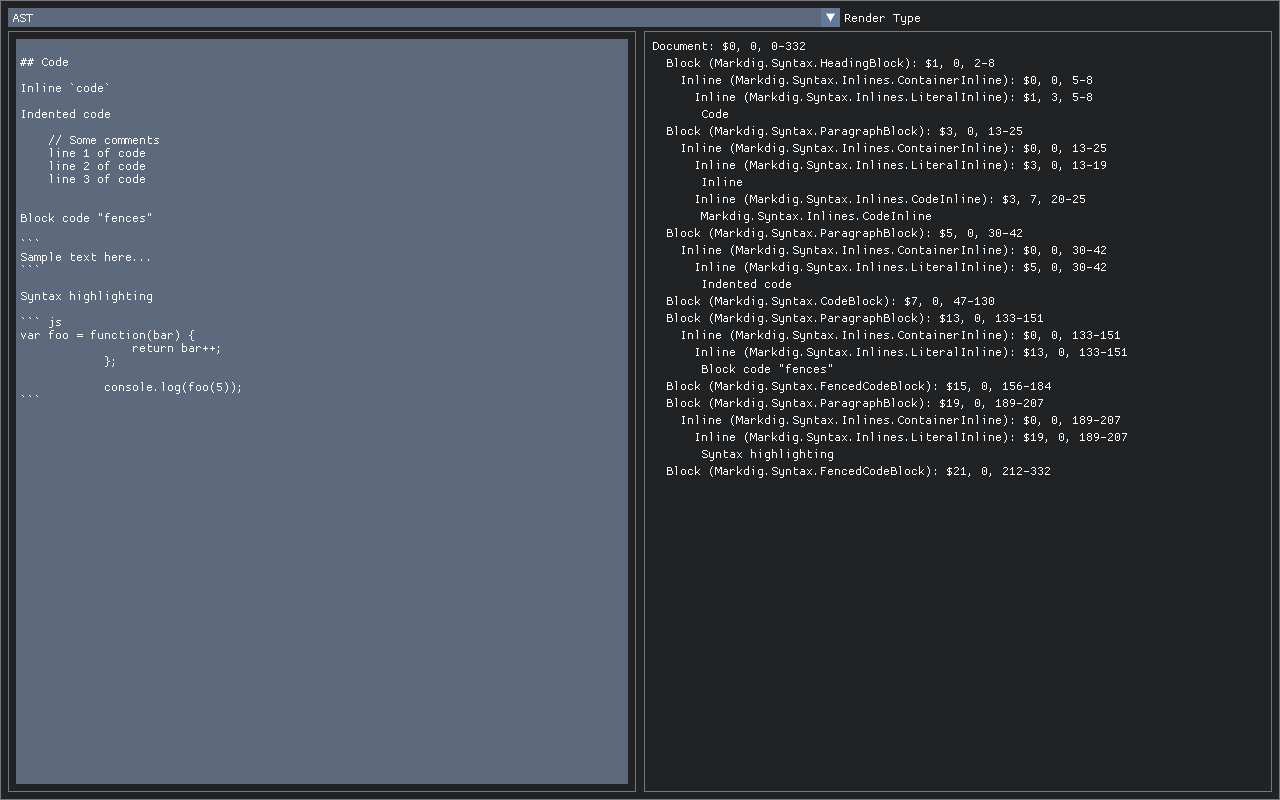 AST
Render Type
## Code
Inline `code`
Indented code
    // Some comments
    line 1 of code
    line 2 of code
    line 3 of code
Block code "fences"
```
Sample text here...
```
Syntax highlighting
``` js
var foo = function(bar) {
                return bar++;
            };
            console.log(foo(5));
```
Document: $0, 0, 0-332
  Block (Markdig.Syntax.HeadingBlock): $1, 0, 2-8
    Inline (Markdig.Syntax.Inlines.ContainerInline): $0, 0, 5-8
      Inline (Markdig.Syntax.Inlines.LiteralInline): $1, 3, 5-8
       Code
  Block (Markdig.Syntax.ParagraphBlock): $3, 0, 13-25
    Inline (Markdig.Syntax.Inlines.ContainerInline): $0, 0, 13-25
      Inline (Markdig.Syntax.Inlines.LiteralInline): $3, 0, 13-19
       Inline
      Inline (Markdig.Syntax.Inlines.CodeInline): $3, 7, 20-25
       Markdig.Syntax.Inlines.CodeInline
  Block (Markdig.Syntax.ParagraphBlock): $5, 0, 30-42
    Inline (Markdig.Syntax.Inlines.ContainerInline): $0, 0, 30-42
      Inline (Markdig.Syntax.Inlines.LiteralInline): $5, 0, 30-42
       Indented code
  Block (Markdig.Syntax.CodeBlock): $7, 0, 47-130
  Block (Markdig.Syntax.ParagraphBlock): $13, 0, 133-151
    Inline (Markdig.Syntax.Inlines.ContainerInline): $0, 0, 133-151
      Inline (Markdig.Syntax.Inlines.LiteralInline): $13, 0, 133-151
       Block code "fences"
  Block (Markdig.Syntax.FencedCodeBlock): $15, 0, 156-184
  Block (Markdig.Syntax.ParagraphBlock): $19, 0, 189-207
    Inline (Markdig.Syntax.Inlines.ContainerInline): $0, 0, 189-207
      Inline (Markdig.Syntax.Inlines.LiteralInline): $19, 0, 189-207
       Syntax highlighting
  Block (Markdig.Syntax.FencedCodeBlock): $21, 0, 212-332